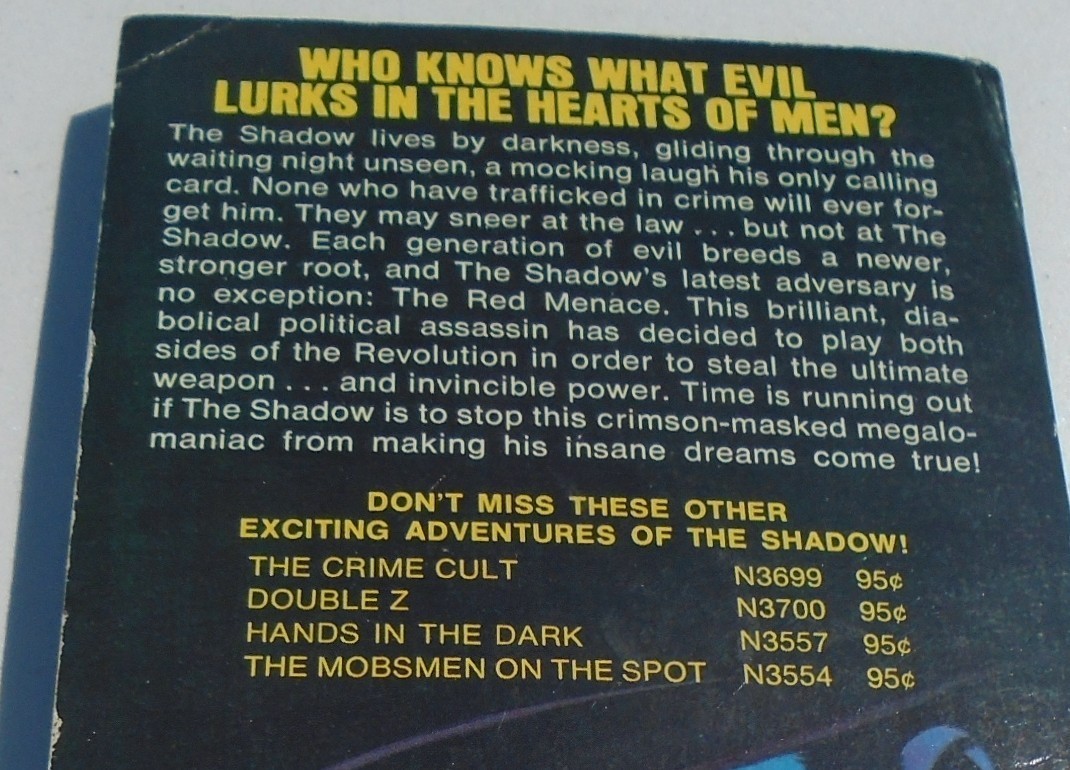 WHO KNOWS WHAT EVIL
LURKS IN THE HEARTS OF MEN?
The Shadow lives by darkness, gliding through the
waiting night unseen, a mocking laugh his only calling
card. None who have trafficked in crime will ever for-
get him. They may sneer at the law . . . but not at The
Shadow. Each generation of evil breeds a newer,
stronger root, and The Shadow's latest adversary is
no exception: The Red Menace. This brilliant, dia-
bolical political assassin has decided to play both
sides of the Revolution in order to steal the ultimate
weapon . . . and invincible power. Time is running out
if The Shadow is to stop this crimson-masked megalo-
maniac from making his insane dreams come true!
DON'T MISS THESE OTHER
EXCITING ADVENTURES OF THE SHADOW!
THE CRIME CULT N3699 95¢
DOUBLE Z N3700 95¢
HANDS IN THE DARK N3557 95¢
THE MOBSMEN ON THE SPOT N3554 95¢